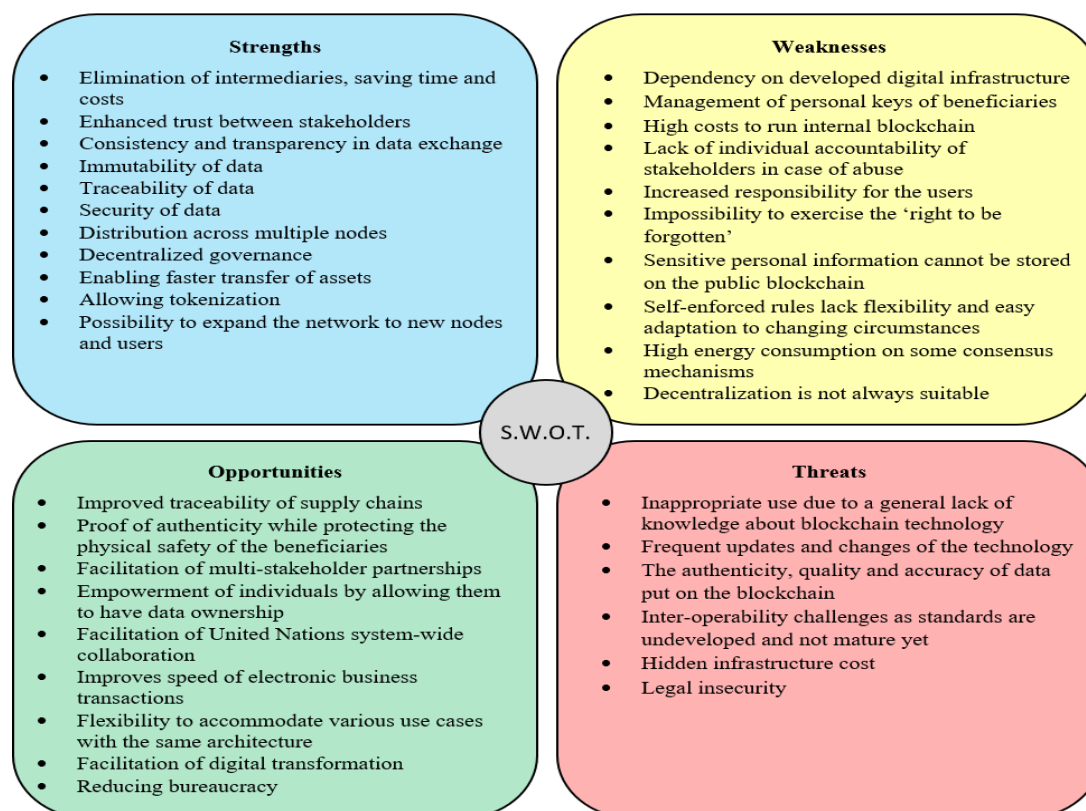 Strengths
• Elimination of intermediaries, saving time and
costs
• Enhanced trust between stakeholders
• Consistency and transparency in data exchange
• Immutability of data
• Traceability of data
• Security of data
• Distribution across multiple nodes
• Decentralized governance
• Enabling faster transfer of assets
• Allowing tokenization
• Possibility to expand the network to new nodes
and users
Weaknesses
• Dependency on developed digital infrastructure
• Management of personal keys of beneficiaries
• High costs to run internal blockchain
• Lack of individual accountability of
stakeholders in case of abuse
• Increased responsibility for the users
• Impossibility to exercise the ‘right to be
forgotten’
• Sensitive personal information cannot be stored
on the public blockchain
• Self-enforced rules lack flexibility and easy
adaptation to changing circumstances
• High energy consumption on some consensus
mechanisms
• Decentralization is not always suitable
S.W.O.T.
Opportunities
• Improved traceability of supply chains
• Proof of authenticity while protecting the
physical safety of the beneficiaries
• Facilitation of multi-stakeholder partnerships
• Empowerment of individuals by allowing them
to have data ownership
• Facilitation of United Nations system-wide
collaboration
• Improves speed of electronic business
transactions
• Flexibility to accommodate various use cases
with the same architecture
• Facilitation of digital transformation
• Reducing bureaucracy
Threats
• Inappropriate use due to a general lack of
knowledge about blockchain technology
• Frequent updates and changes of the technology
• The authenticity, quality and accuracy of data
put on the blockchain
• Inter-operability challenges as standards are
undeveloped and not mature yet
• Hidden infrastructure cost
• Legal insecurity